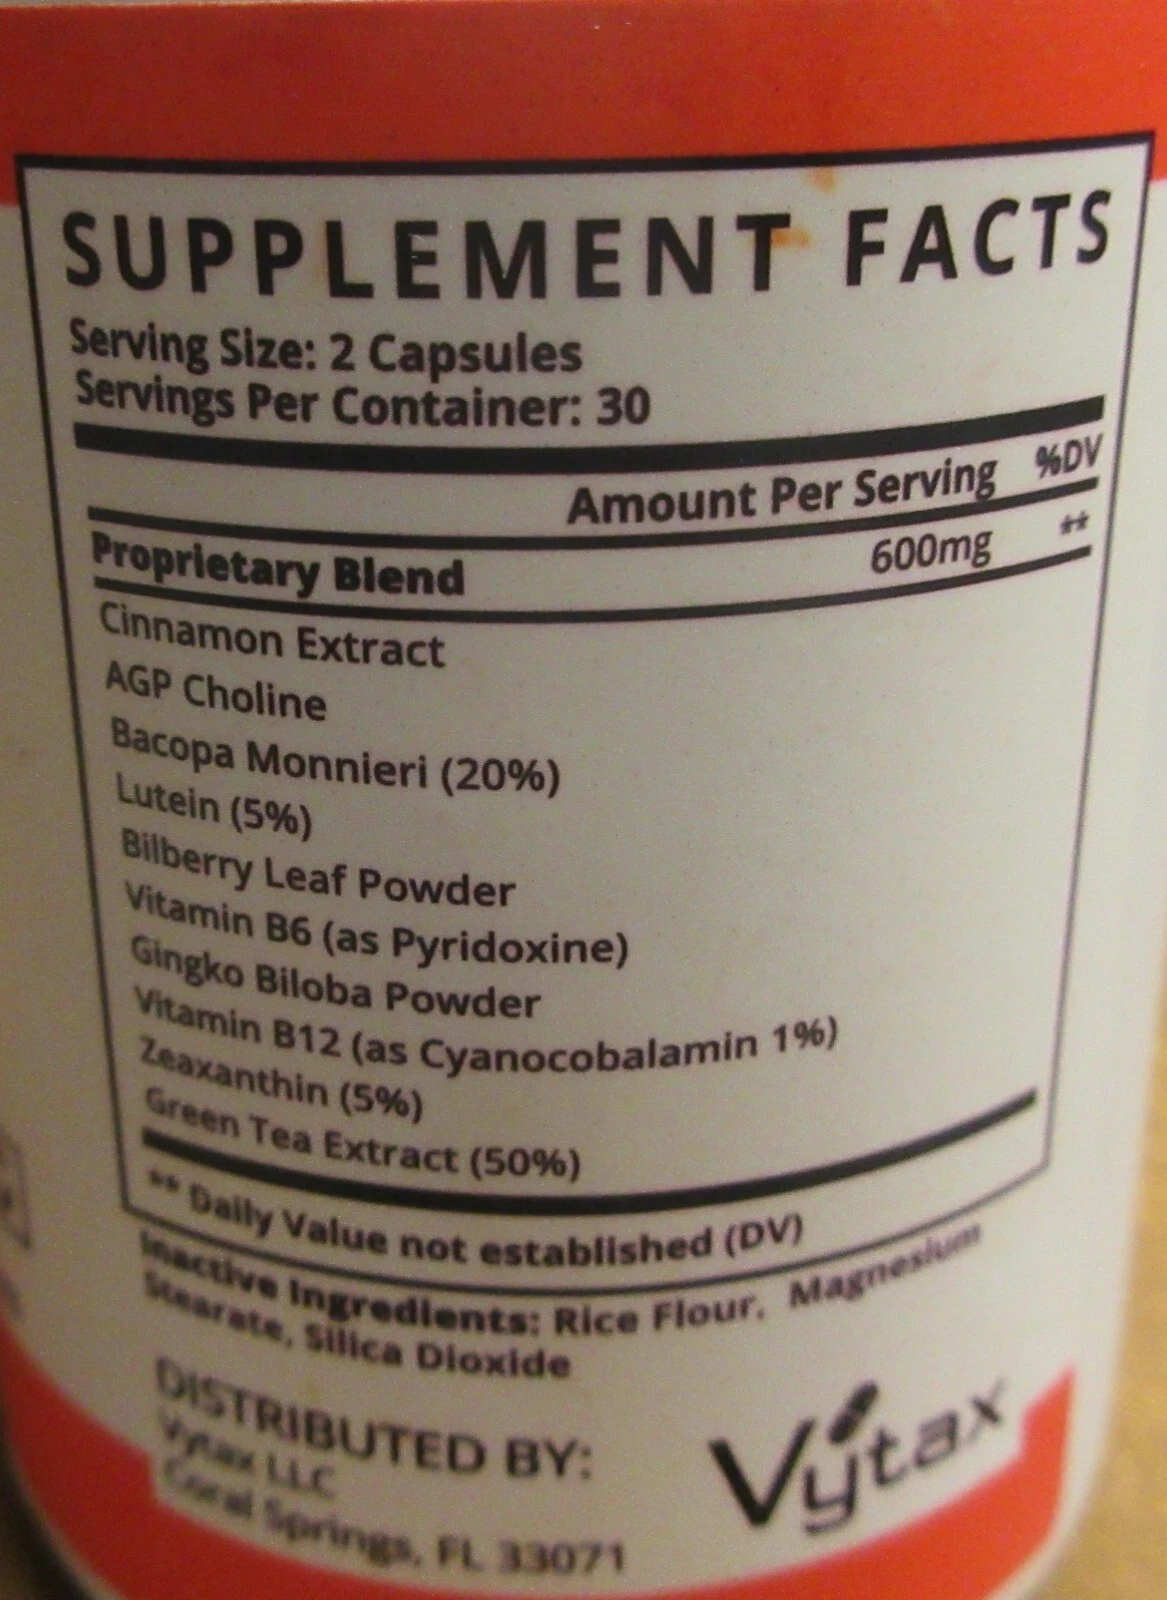 SUPPLEMENT FACTS
Serving Size: 2 Capsules
Servings Per Container: 30
Amount Per Serving %DV
Proprietary Blend 600mg **
Cinnamon Extract
AGP Choline
Bacopa Monnieri (20%)
Lutein (5%)
Bilberry Leaf Powder
Vitamin B6 (as Pyridoxine)
Gingko Biloba Powder
Vitamin B12 (as Cyanocobalamin 1%)
Zeaxanthin (5%)
Green Tea Extract (50%)
** Daily Value not established (DV)
Inactive Ingredients: Rice Flour, Magnesium
Stearate, Silica Dioxide
DISTRIBUTED BY:
Vytax LLC
Coral Springs, FL 33071
Vytax